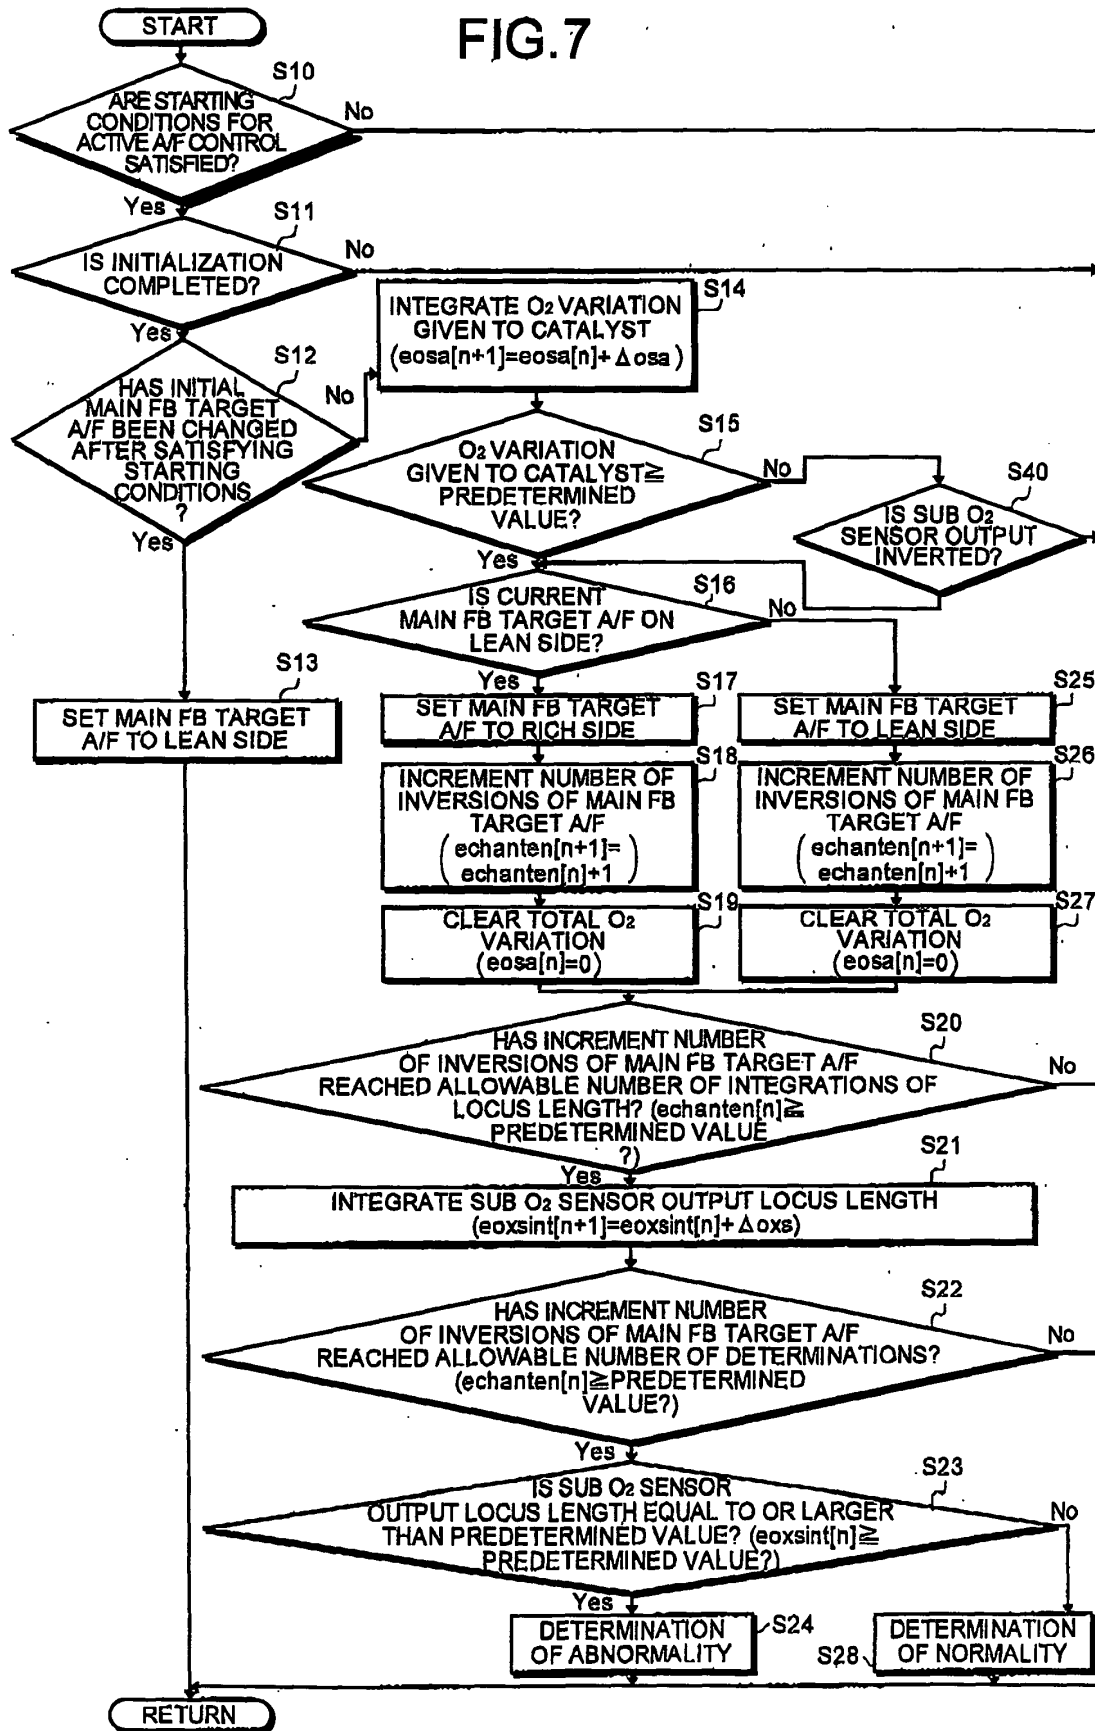 FIG.7
START
S10
ARE STARTING
CONDITIONS FOR
ACTIVE A/F CONTROL
SATISFIED?
No
Yes
S11
IS INITIALIZATION
COMPLETED?
No
Yes
S12
HAS INITIAL
MAIN FB TARGET
A/F BEEN CHANGED
AFTER SATISFYING
STARTING
CONDITIONS
?
No
Yes
S13
SET MAIN FB TARGET
A/F TO LEAN SIDE
S14
INTEGRATE O2 VARIATION
GIVEN TO CATALYST
(eosa[n+1]=eosa[n]+Δosa)
S15
O2 VARIATION
GIVEN TO CATALYST≧
PREDETERMINED
VALUE?
No
Yes
S40
IS SUB O2
SENSOR OUTPUT
INVERTED?
S16
IS CURRENT
MAIN FB TARGET A/F ON
LEAN SIDE?
No
Yes
S17
SET MAIN FB TARGET
A/F TO RICH SIDE
S18
INCREMENT NUMBER OF
INVERSIONS OF MAIN FB
TARGET A/F
(echanten[n+1]=
echanten[n]+1)
S19
CLEAR TOTAL O2
VARIATION
(eosa[n]=0)
S25
SET MAIN FB TARGET
A/F TO LEAN SIDE
S26
INCREMENT NUMBER OF
INVERSIONS OF MAIN FB
TARGET A/F
(echanten[n+1]=
echanten[n]+1)
S27
CLEAR TOTAL O2
VARIATION
(eosa[n]=0)
S20
HAS INCREMENT NUMBER
OF INVERSIONS OF MAIN FB TARGET A/F
REACHED ALLOWABLE NUMBER OF INTEGRATIONS OF
LOCUS LENGTH? (echanten[n]≧
PREDETERMINED VALUE
?)
No
Yes
S21
INTEGRATE SUB O2 SENSOR OUTPUT LOCUS LENGTH
(eoxsint[n+1]=eoxsint[n]+Δoxs)
S22
HAS INCREMENT NUMBER
OF INVERSIONS OF MAIN FB TARGET A/F
REACHED ALLOWABLE NUMBER OF DETERMINATIONS?
(echanten[n]≧PREDETERMINED
VALUE?)
No
Yes
S23
IS SUB O2 SENSOR
OUTPUT LOCUS LENGTH EQUAL TO OR LARGER
THAN PREDETERMINED VALUE? (eoxsint[n]≧
PREDETERMINED VALUE?)
No
Yes
S24
DETERMINATION
OF ABNORMALITY
S28
DETERMINATION
OF NORMALITY
RETURN